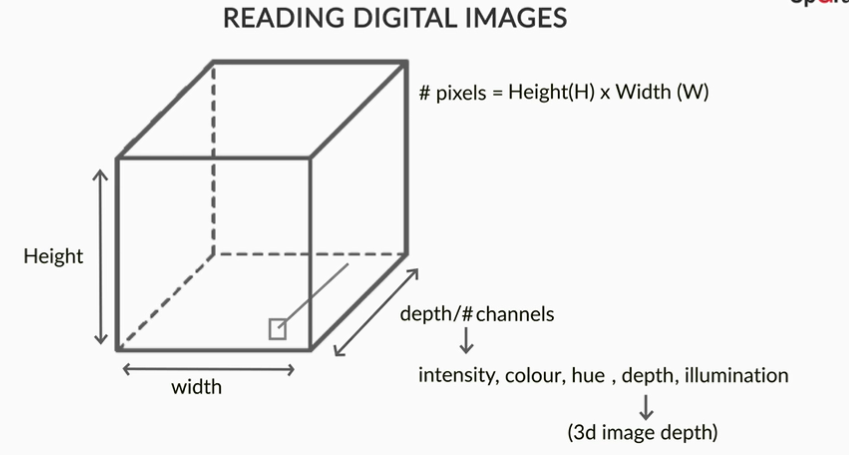 READING DIGITAL IMAGES
# pixels = Height(H) x Width (W)
Height
depth/# channels
intensity, colour, hue , depth, illumination
width
(3d image depth)